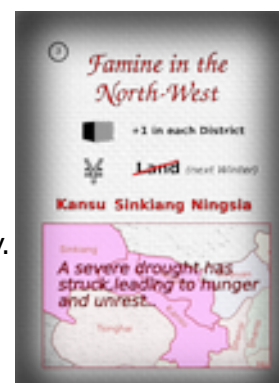 3
Famine in the
North-West
+1 in each District
Land (next Winter)
Kansu Sinkiang Ningsia
Sinkiang
A severe drought has
struck, leading to hunger
and unrest...
Tsinghai
y.